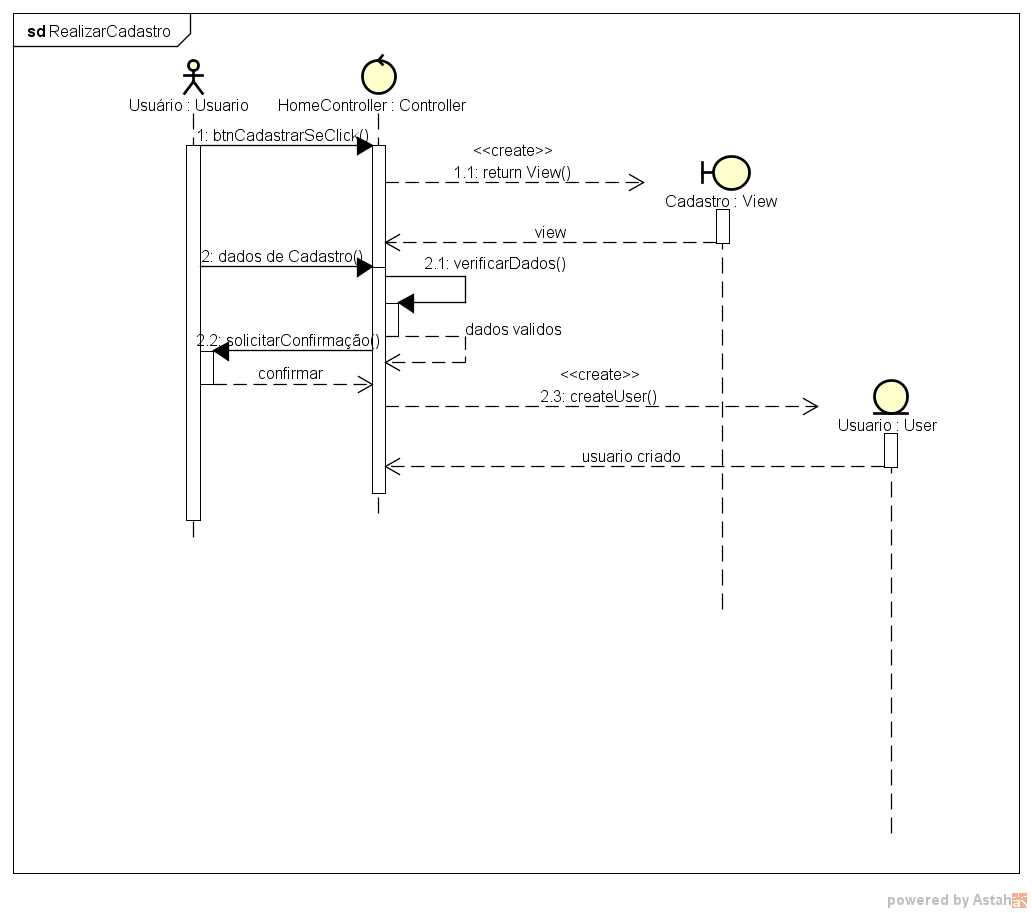 sd RealizarCadastro
Usuário : Usuario
HomeController : Controller
1: btnCadastrarSeClick()
<<create>>
1.1: return View()
Cadastro : View
view
2: dados de Cadastro()
2.1: verificarDados()
dados validos
2.2: solicitarConfirmação()
confirmar
<<create>>
2.3: createUser()
Usuario : User
usuario criado
powered by Astah